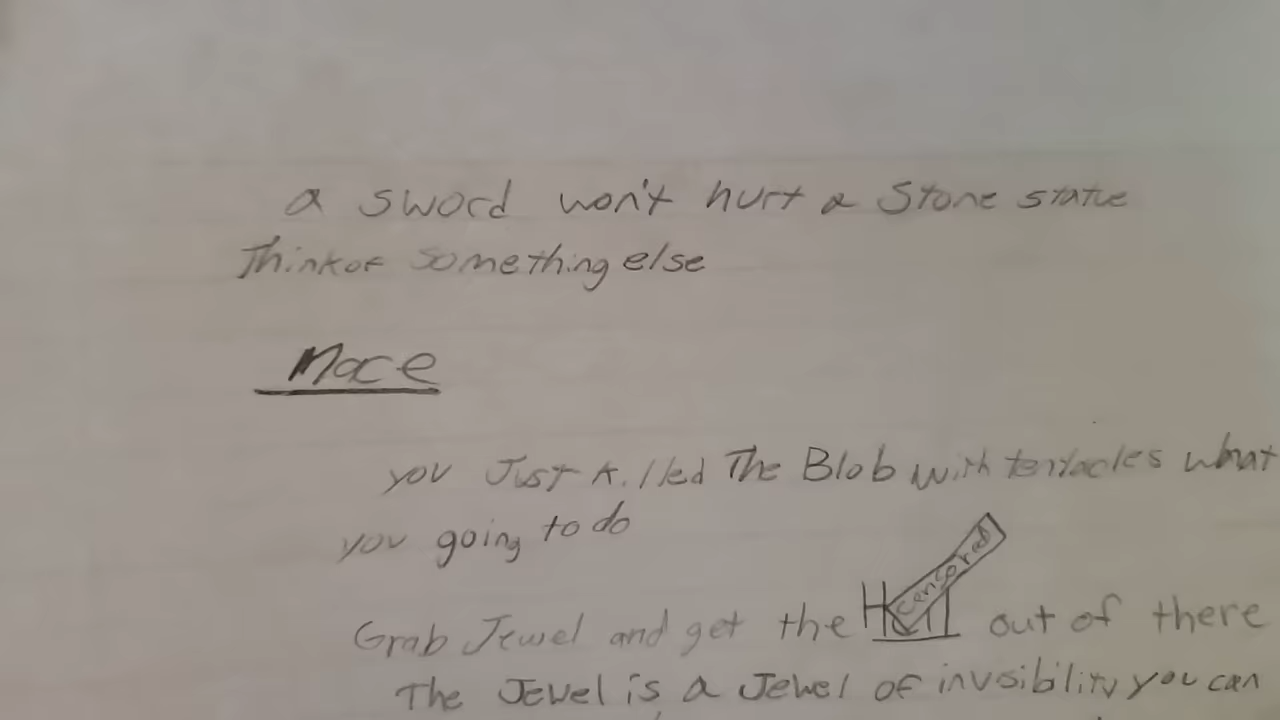 a sword won't hurt a Stone statue
Think of something else
Mace
you Just killed The Blob with tentacles what
you going to do
Grab Jewel and get the Hell censored out of there
The Jewel is a Jewel of invisibility you can